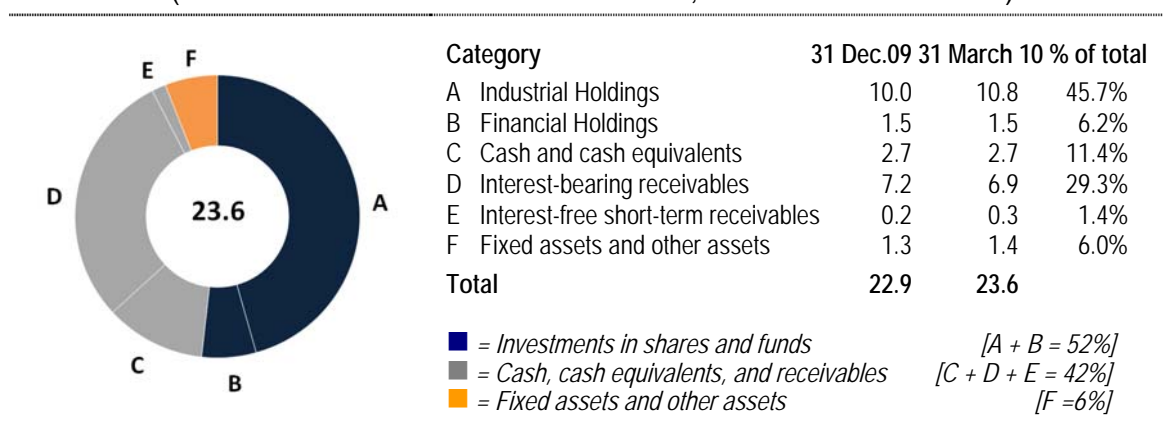 E F
D 23.6 A
C B
Category 31 Dec.09 31 March 10 % of total
A Industrial Holdings 10.0 10.8 45.7%
B Financial Holdings 1.5 1.5 6.2%
C Cash and cash equivalents 2.7 2.7 11.4%
D Interest-bearing receivables 7.2 6.9 29.3%
E Interest-free short-term receivables 0.2 0.3 1.4%
F Fixed assets and other assets 1.3 1.4 6.0%
Total 22.9 23.6
= Investments in shares and funds [A + B = 52%]
= Cash, cash equivalents, and receivables [C + D + E = 42%]
= Fixed assets and other assets [F =6%]